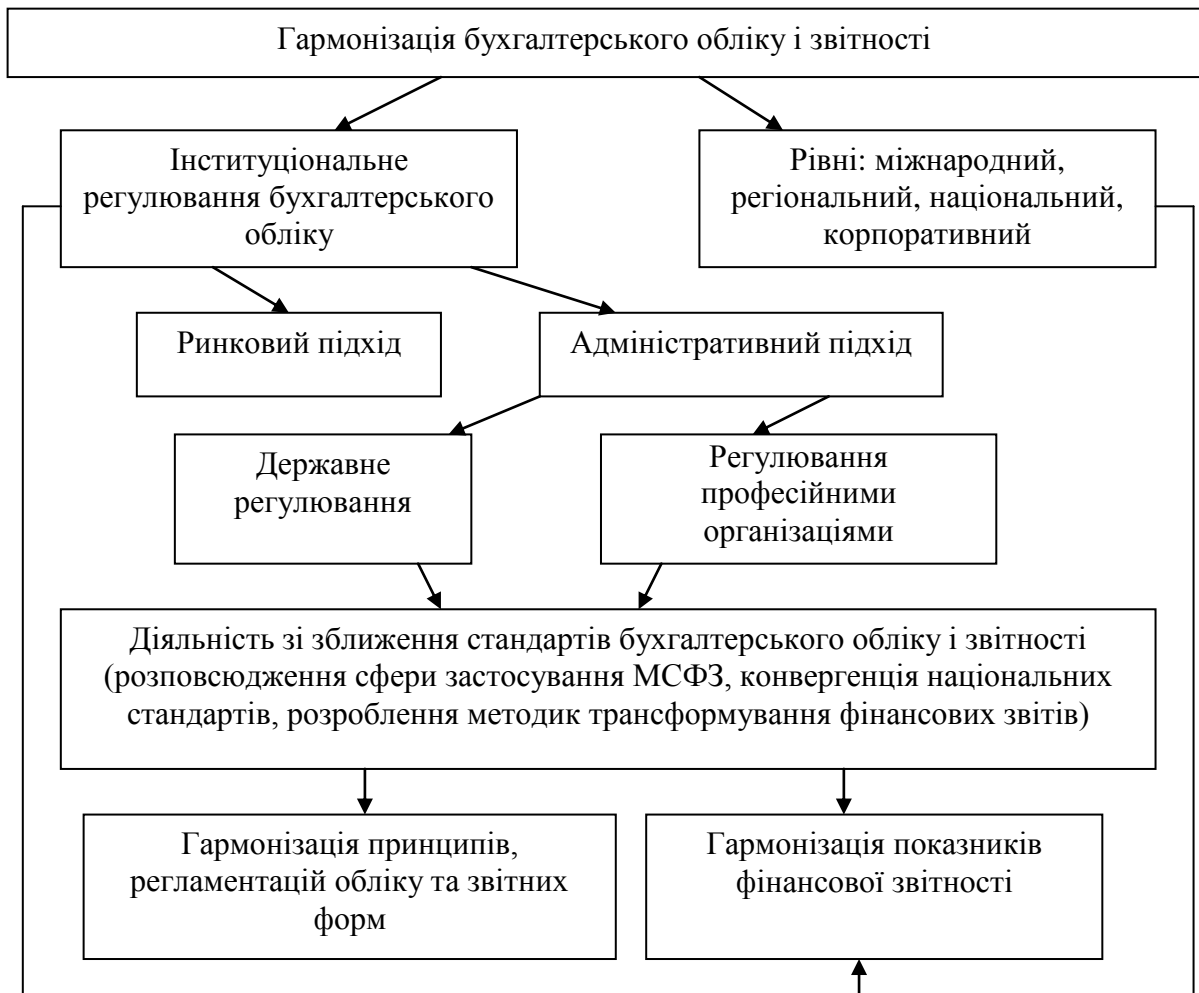 Гармонізація бухгалтерського обліку і звітності
Інституціональне
регулювання бухгалтерського
обліку
Рівні: міжнародний,
регіональний, національний,
корпоративний
Ринковий підхід
Адміністративний підхід
Державне
регулювання
Регулювання
професійними
організаціями
Діяльність зі зближення стандартів бухгалтерського обліку і звітності
(розповсюдження сфери застосування МСФЗ, конвергенція національних
стандартів, розроблення методик трансформування фінансових звітів)
Гармонізація принципів,
регламентацій обліку та звітних
форм
Гармонізація показників
фінансової звітності